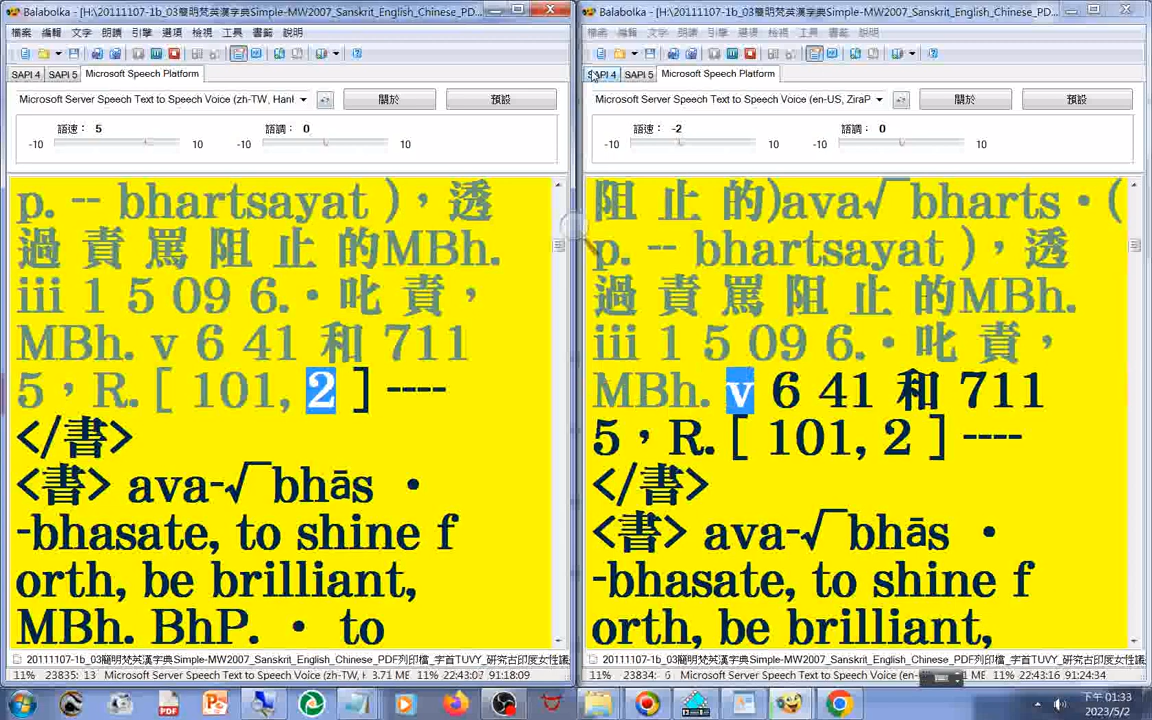 Balabolka - [H:\20111107-1b_03簡明梵英漢字典Simple-MW2007_Sanskrit_English_Chinese_PD...
檔案 編輯 文字 朗讀 引擎 選項 檢視 工具 書籤 說明
SAPI 4 SAPI 5 Microsoft Speech Platform
Microsoft Server Speech Text to Speech Voice (zh-TW, Hanl
關於 預設
語速： 5 語調： 0
-10 10 -10 10
p. -- bhartsayat )，透
過 責 罵 阻 止 的MBh.
iii 1 5 09 6.•叱 責，
MBh. v 6 41 和 711
5，R. [ 101, 2 ] ----
</書>
<書> ava-√bhās •
-bhasate, to shine f
orth, be brilliant,
MBh. BhP. • to
20111107-1b_03簡明梵英漢字典Simple-MW2007_Sanskrit_English_Chinese_PDF列印檔_字首TUVY_研究古印度女性議
11% 23835: 13 Microsoft Server Speech Text to Speech Voice (zh-TW, H 3.71 ME 11% 22:43:07 91:18:09
Balabolka - [H:\20111107-1b_03簡明梵英漢字典Simple-MW2007_Sanskrit_English_Chinese_PD...
檔案 編輯 文字 朗讀 引擎 選項 檢視 工具 書籤 說明
SAPI 4 SAPI 5 Microsoft Speech Platform
Microsoft Server Speech Text to Speech Voice (en-US, ZiraP
關於 預設
語速： -2 語調： 0
-10 10 -10 10
阻 止 的)ava√bharts•(
p. -- bhartsayat )，透
過 責 罵 阻 止 的MBh.
iii 1 5 09 6.•叱 責，
MBh. v 6 41 和 711
5，R. [ 101, 2 ] ----
</書>
<書> ava-√bhās •
-bhasate, to shine f
orth, be brilliant,
20111107-1b_03簡明梵英漢字典Simple-MW2007_Sanskrit_English_Chinese_PDF列印檔_字首TUVY_研究古印度女性議
11% 23834: 6 Microsoft Server Speech Text to Speech Voice 11% 22:43:16 91:24:34
下午 01:33
2023/5/2